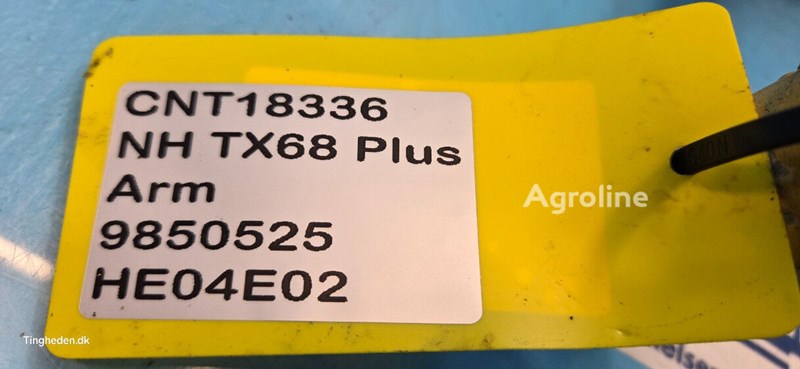 CNT18336
NH TX68 Plus
Arm
9850525
HE04E02
Agroline
Tingheden.dk